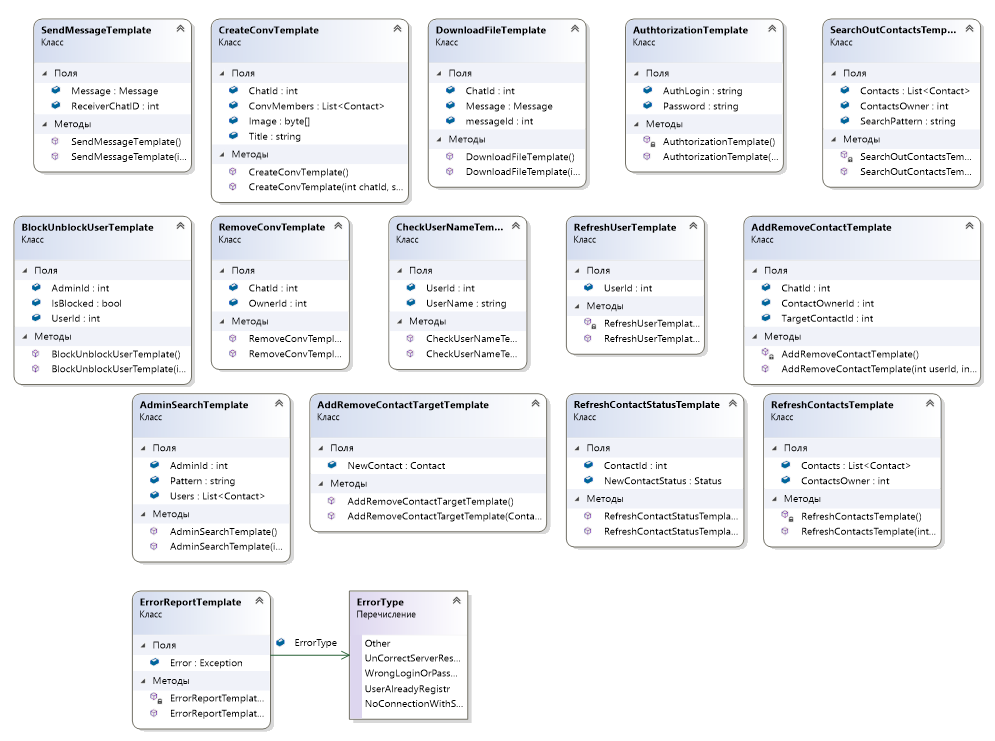 SendMessageTemplate
Класс
Поля
Message : Message
ReceiverChatID : int
Методы
SendMessageTemplate()
SendMessageTemplate(i...
CreateConvTemplate
Класс
Поля
ChatId : int
ConvMembers : List<Contact>
Image : byte[]
Title : string
Методы
CreateConvTemplate()
CreateConvTemplate(int chatId, s...
DownloadFileTemplate
Класс
Поля
ChatId : int
Message : Message
messageId : int
Методы
DownloadFileTemplate()
DownloadFileTemplate(i...
AuthtorizationTemplate
Класс
Поля
AuthLogin : string
Password : string
Методы
AuthtorizationTemplate()
AuthtorizationTemplate(...
SearchOutContactsTemp...
Класс
Поля
Contacts : List<Contact>
ContactsOwner : int
SearchPattern : string
Методы
SearchOutContactsTem...
SearchOutContactsTem...
BlockUnblockUserTemplate
Класс
Поля
AdminId : int
IsBlocked : bool
UserId : int
Методы
BlockUnblockUserTemplate()
BlockUnblockUserTemplate(i...
RemoveConvTemplate
Класс
Поля
ChatId : int
OwnerId : int
Методы
RemoveConvTempl...
RemoveConvTempl...
CheckUserNameTem...
Класс
Поля
UserId : int
UserName : string
Методы
CheckUserNameTe...
CheckUserNameTe...
RefreshUserTemplate
Класс
Поля
UserId : int
Методы
RefreshUserTemplat...
RefreshUserTemplat...
AddRemoveContactTemplate
Класс
Поля
ChatId : int
ContactOwnerId : int
TargetContactId : int
Методы
AddRemoveContactTemplate()
AddRemoveContactTemplate(int userId, in...
AdminSearchTemplate
Класс
Поля
AdminId : int
Pattern : string
Users : List<Contact>
Методы
AdminSearchTemplate()
AdminSearchTemplate(i...
AddRemoveContactTargetTemplate
Класс
Поля
NewContact : Contact
Методы
AddRemoveContactTargetTemplate()
AddRemoveContactTargetTemplate(Conta...
RefreshContactStatusTemplate
Класс
Поля
ContactId : int
NewContactStatus : Status
Методы
RefreshContactStatusTempla...
RefreshContactStatusTempla...
RefreshContactsTemplate
Класс
Поля
Contacts : List<Contact>
ContactsOwner : int
Методы
RefreshContactsTemplate()
RefreshContactsTemplate(int...
ErrorReportTemplate
Класс
Поля
Error : Exception
Методы
ErrorReportTemplat...
ErrorReportTemplat...
ErrorType
ErrorType
Перечисление
Other
UnCorrectServerRes...
WrongLoginOrPass...
UserAlreadyRegistr
NoConnectionWithS...